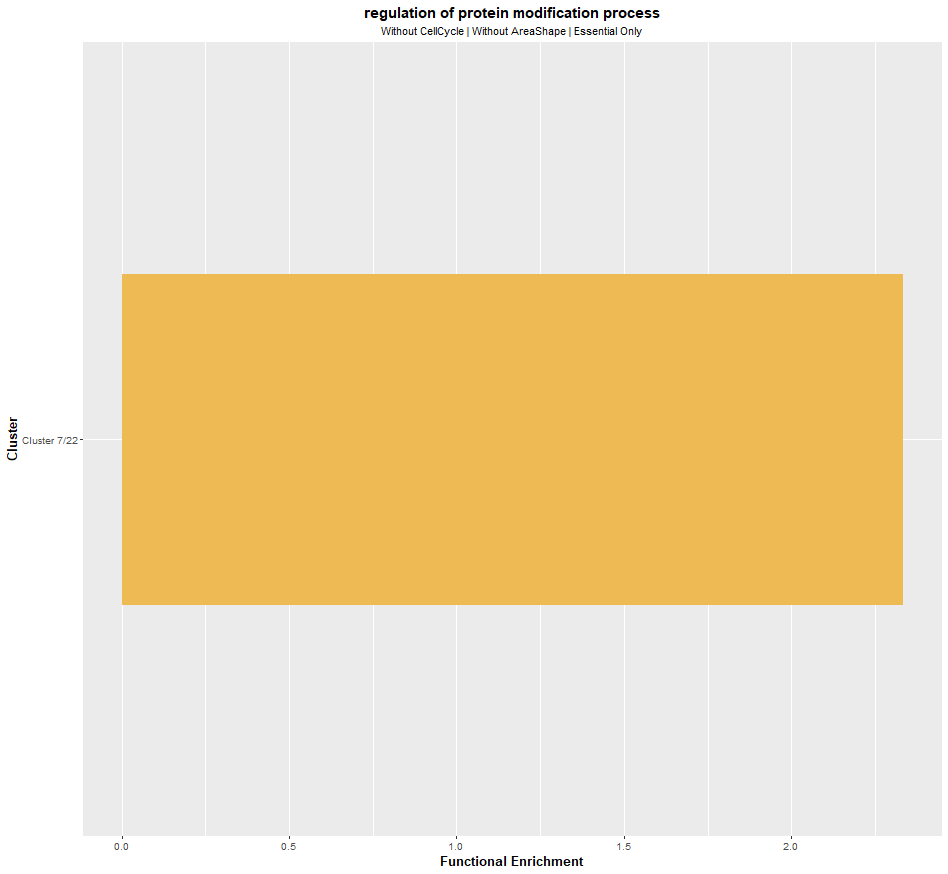 regulation of protein modification process
Without CellCycle | Without AreaShape | Essential Only
Cluster
Cluster 7/22
0.0 0.5 1.0 1.5 2.0
Functional Enrichment